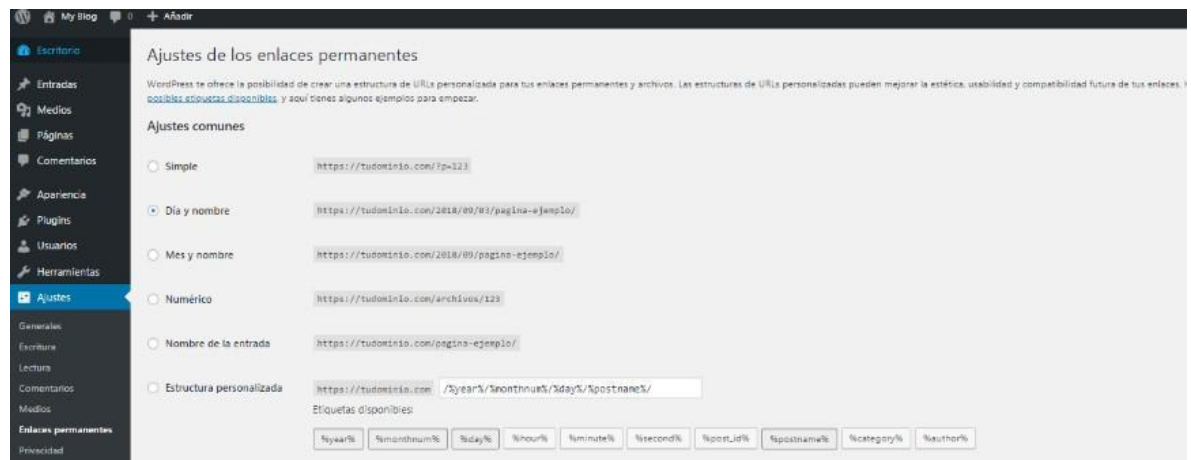 My Blog 0 + Añadir
Escritorio
Entradas
Medios
Páginas
Comentarios
Apariencia
Plugins
Usuarios
Herramientas
Ajustes
Generales
Escritura
Lectura
Comentarios
Medios
Enlaces permanentes
Privacidad
Ajustes de los enlaces permanentes
WordPress te ofrece la posibilidad de crear una estructura de URLs personalizada para tus enlaces permanentes y archivos. Las estructuras de URLs personalizadas pueden mejorar la estética, usabilidad y compatibilidad futura de tus enlaces.
posibles etiquetas disponibles, y aquí tienes algunos ejemplos para empezar.
Ajustes comunes
Simple https://tudominio.com/?p=123
Día y nombre https://tudominio.com/2018/09/03/pagina-ejemplo/
Mes y nombre https://tudominio.com/2018/09/pagina-ejemplo/
Numérico https://tudominio.com/archivos/123
Nombre de la entrada https://tudominio.com/pagina-ejemplo/
Estructura personalizada https://tudominio.com /%year%/%monthnum%/%day%/%postname%/
Etiquetas disponibles:
%year% %monthnum% %day% %hour% %minute% %second% %post_id% %postname% %category% %author%